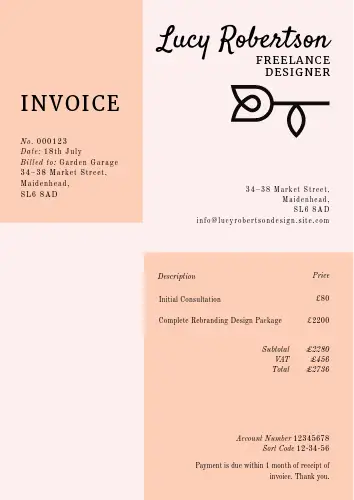 Lucy Robertson
FREELANCE
DESIGNER
INVOICE
No. 000123
Date: 18th July
Billed to: Garden Garage
34-38 Market Street,
Maidenhead,
SL6 8AD
34-38 Market Street,
Maidenhead,
SL6 8AD
info@lucyrobertsondesign.site.com
Description Price
Initial Consultation £80
Complete Rebranding Design Package £2200
Subtotal £2280
VAT £456
Total £2736
Account Number 12345678
Sort Code 12-34-56
Payment is due within 1 month of receipt of
invoice. Thank you.